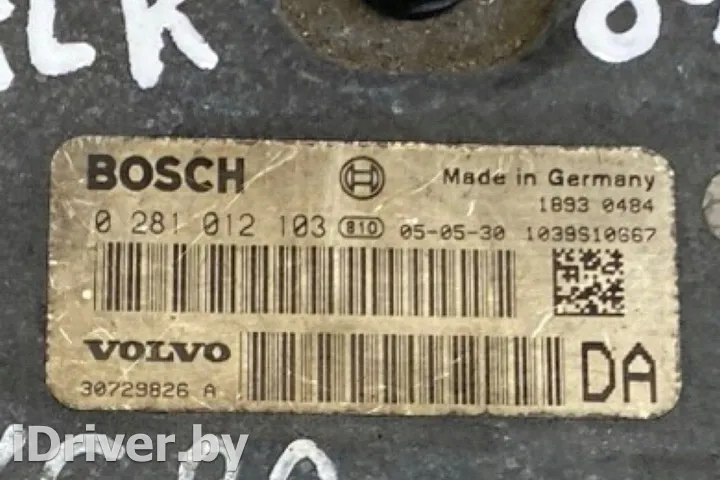 BOSCH
Made in Germany
1893 0484
0 281 012 103 810 05-05-30 1039S10667
VOLVO
30729826 A
DA
iDriver.by